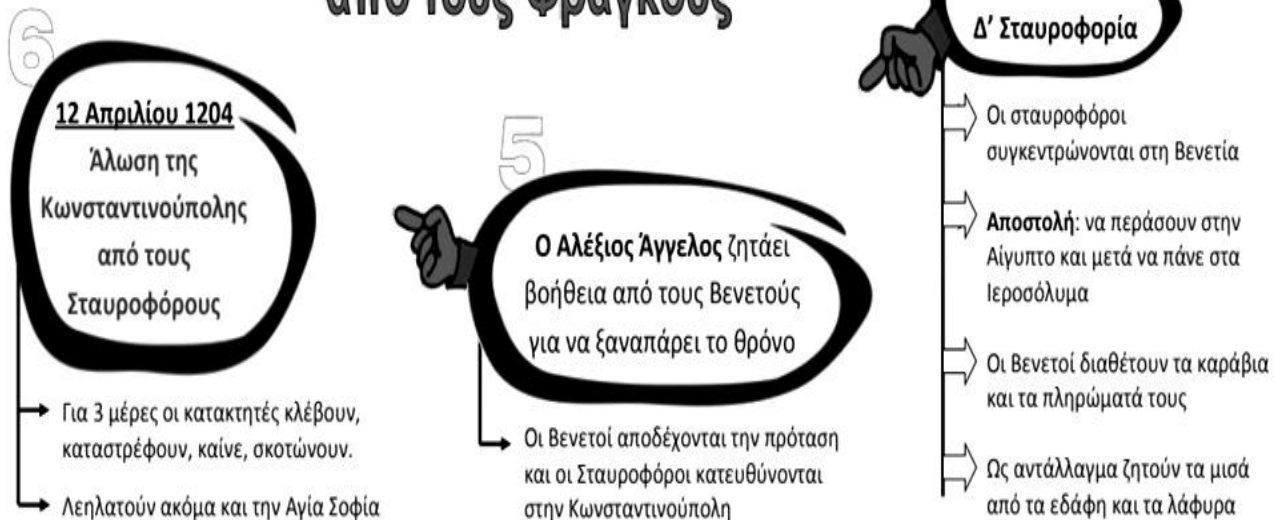 από τους Φράγκους
6
12 Απριλίου 1204
Άλωση της
Κωνσταντινούπολης
από τους
Σταυροφόρους
Για 3 μέρες οι κατακτητές κλέβουν,
καταστρέφουν, καίνε, σκοτώνουν.
Λεηλατούν ακόμα και την Αγία Σοφία
5
Ο Αλέξιος Άγγελος ζητάει
βοήθεια από τους Βενετούς
για να ξαναπάρει το θρόνο
Οι Βενετοί αποδέχονται την πρόταση
και οι Σταυροφόροι κατευθύνονται
στην Κωνσταντινούπολη
Δ' Σταυροφορία
Οι σταυροφόροι
συγκεντρώνονται στη Βενετία
Αποστολή: να περάσουν στην
Αίγυπτο και μετά να πάνε στα
Ιεροσόλυμα
Οι Βενετοί διαθέτουν τα καράβια
και τα πληρώματά τους
Ως αντάλλαγμα ζητούν τα μισά
από τα εδάφη και τα λάφυρα